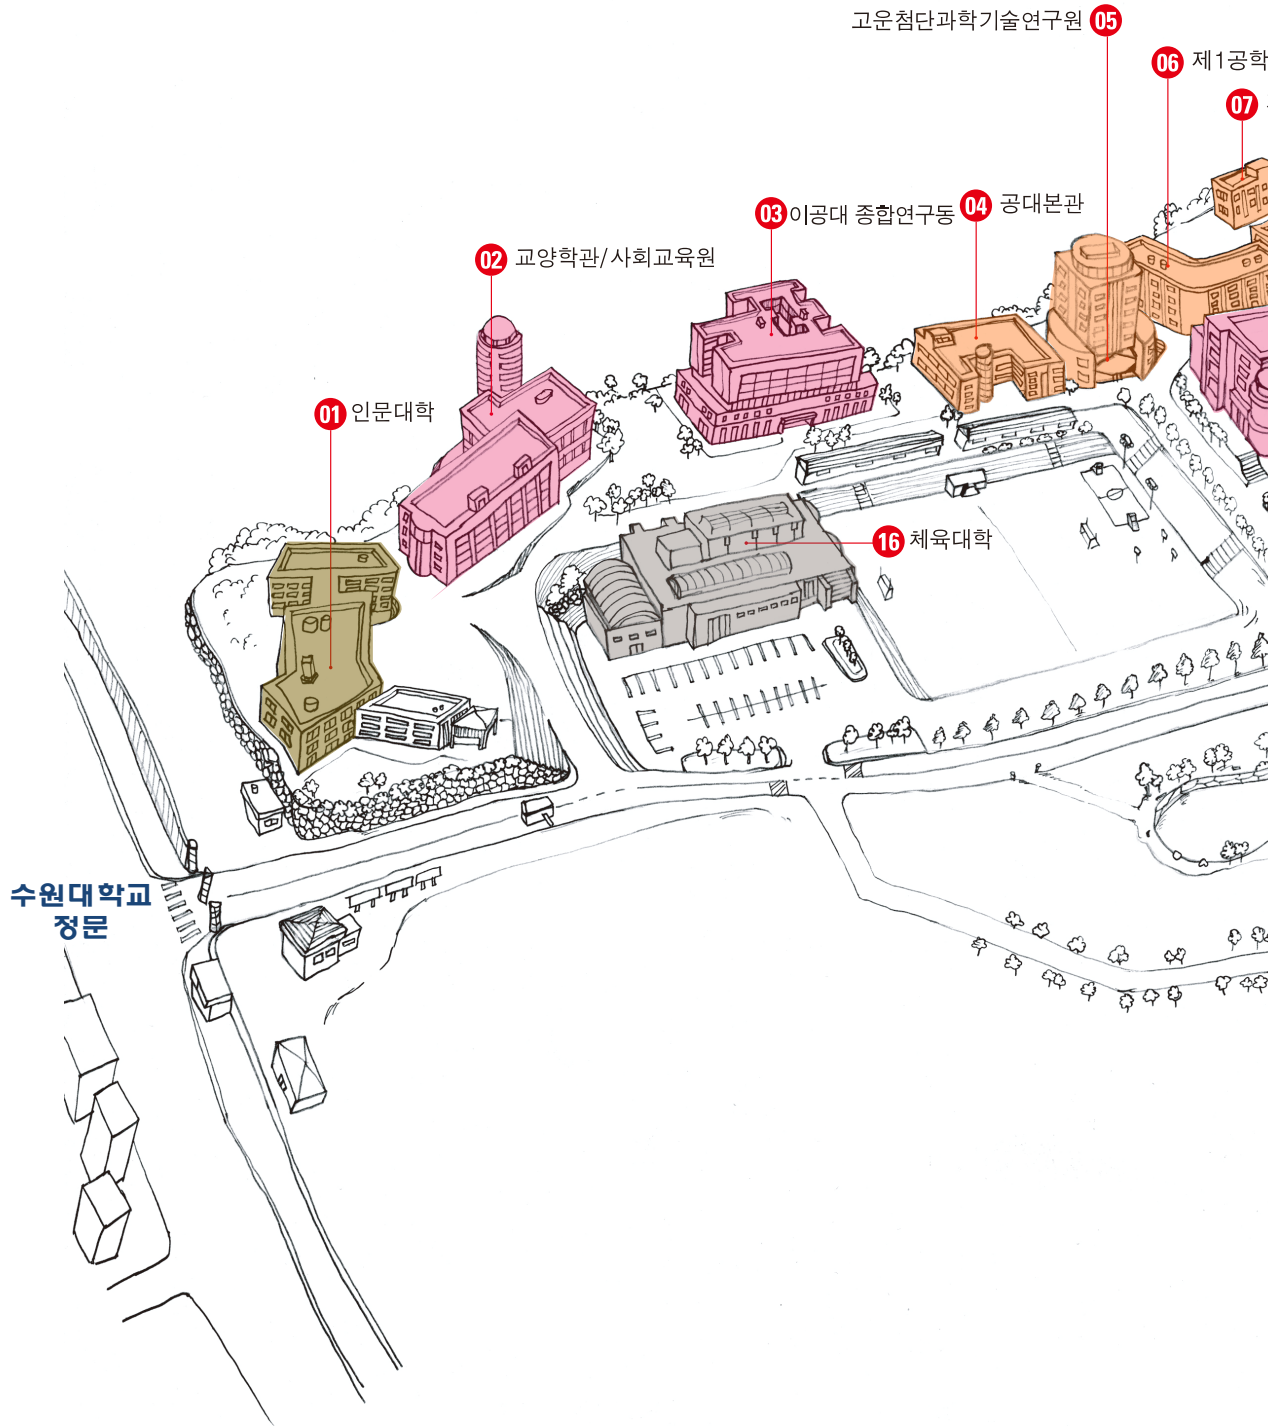 고운첨단과학기술연구원 05
06 제1공학
07
03 이공대 종합연구동
04 공대본관
02 교양학관/사회교육원
01 인문대학
16 체육대학
수원대학교
정문